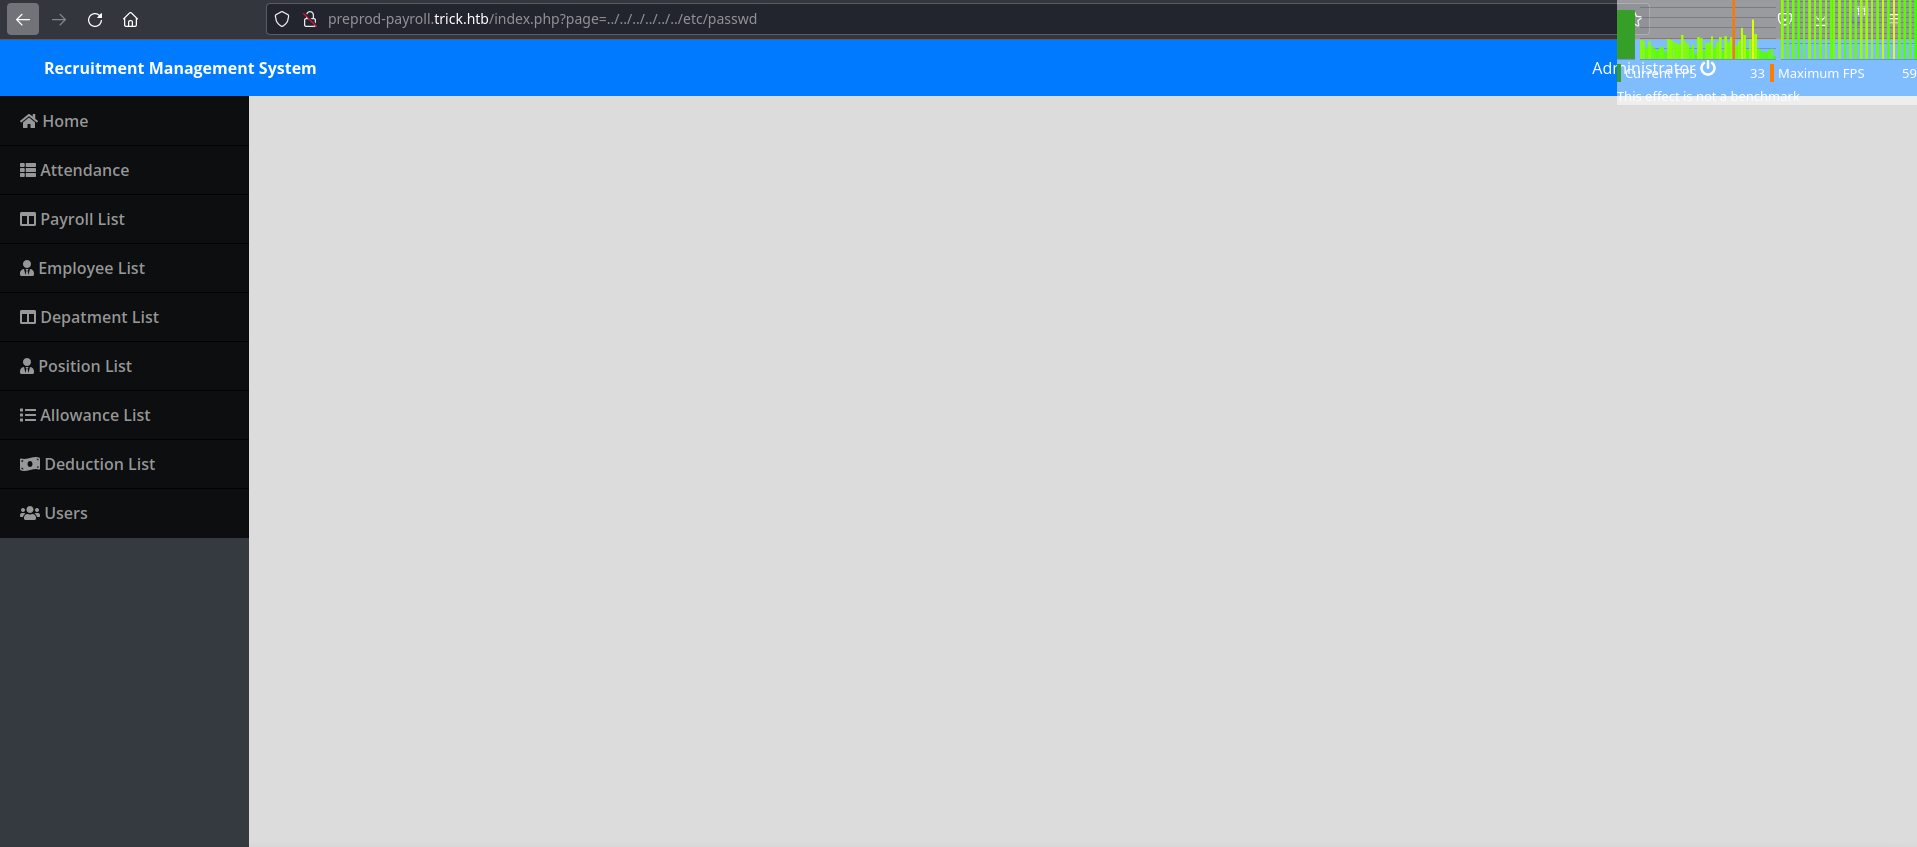 preprod-payroll.trick.htb/index.php?page=../../../../../../etc/passwd
Recruitment Management System
Administrator
Current FPS 33 Maximum FPS 59
This effect is not a benchmark
Home
Attendance
Payroll List
Employee List
Depatment List
Position List
Allowance List
Deduction List
Users